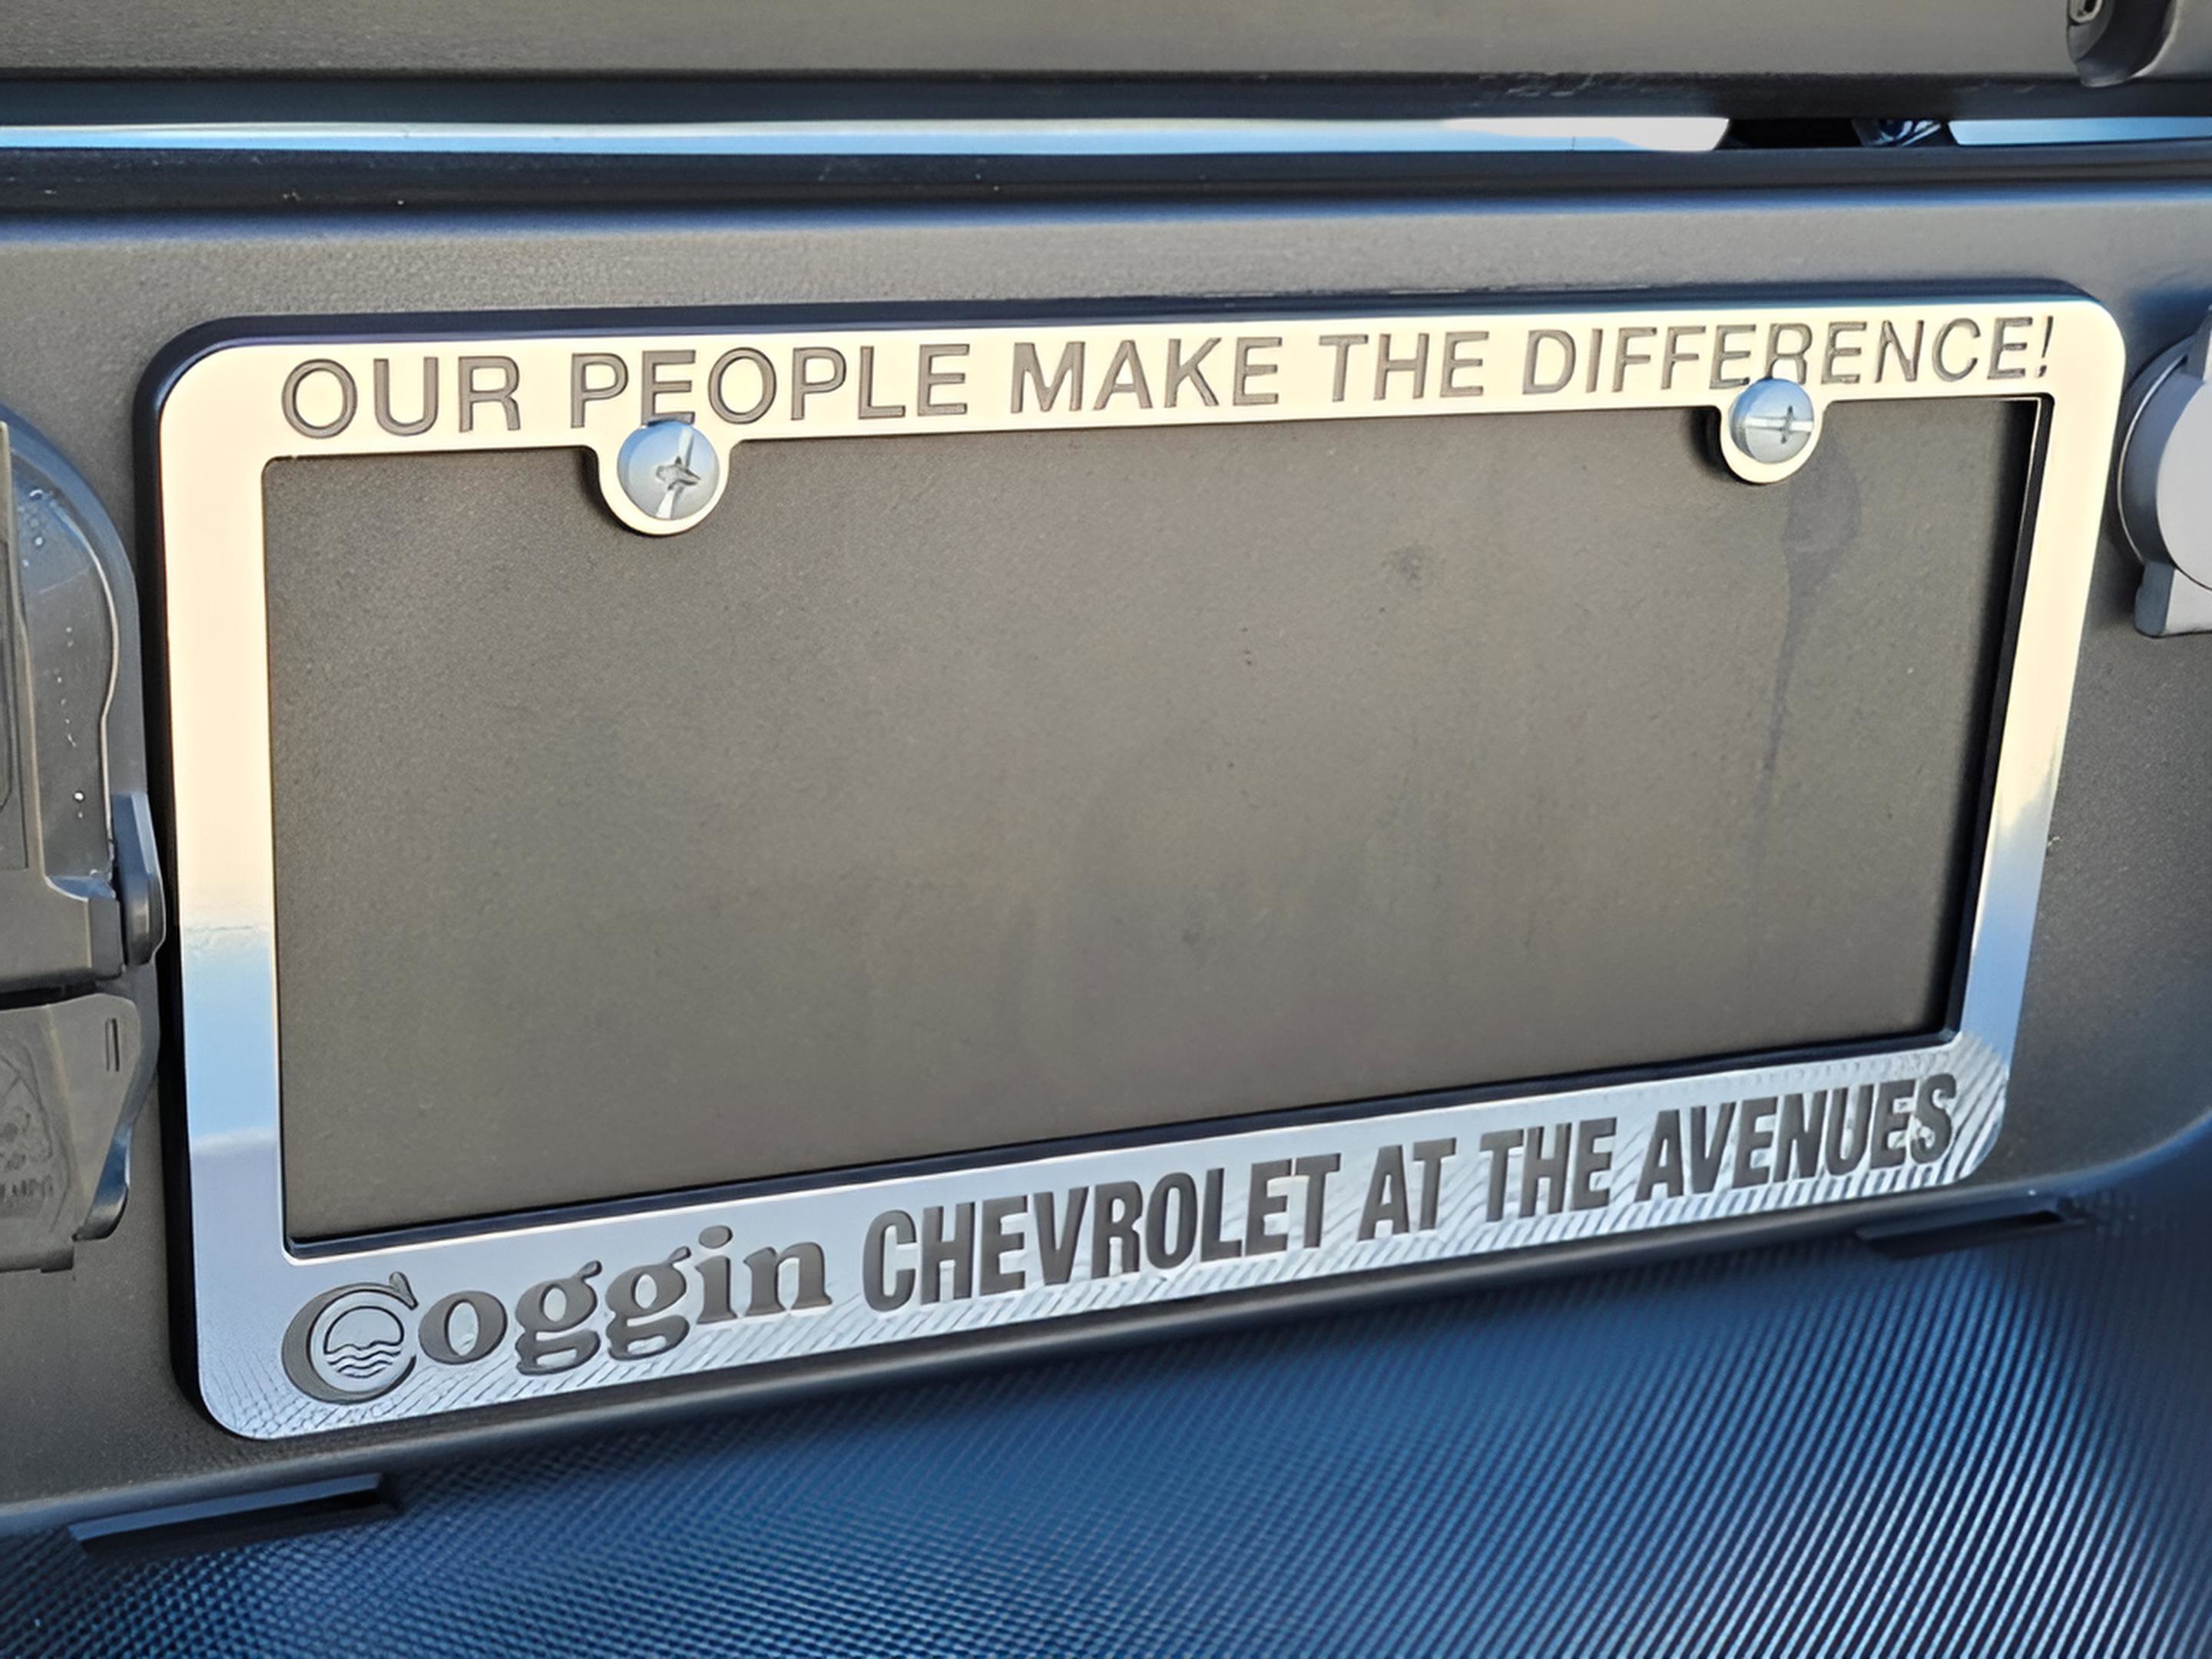 OUR PEOPLE MAKE THE DIFFERENCE!
Coggin CHEVROLET AT THE AVENUES